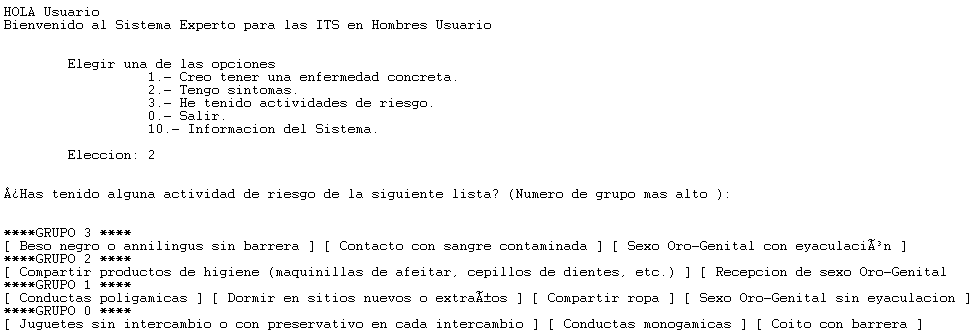 HOLA Usuario
Bienvenido al Sistema Experto para las ITS en Hombres Usuario
Elegir una de las opciones
1.- Creo tener una enfermedad concreta.
2.- Tengo sintomas.
3.- He tenido actividades de riesgo.
0.- Salir.
10.- Informacion del Sistema.
Eleccion: 2
Â¿Has tenido alguna actividad de riesgo de la siguiente lista? (Numero de grupo mas alto ):
****GRUPO 3 ****
[ Beso negro o annilingus sin barrera ] [ Contacto con sangre contaminada ] [ Sexo Oro-Genital con eyaculaciÃ³n ]
****GRUPO 2 ****
[ Compartir productos de higiene (maquinillas de afeitar, cepillos de dientes, etc.) ] [ Recepcion de sexo Oro-Genital
****GRUPO 1 ****
[ Conductas poligamicas ] [ Dormir en sitios nuevos o extraÃ±os ] [ Compartir ropa ] [ Sexo Oro-Genital sin eyaculacion ]
****GRUPO 0 ****
[ Juguetes sin intercambio o con preservativo en cada intercambio ] [ Conductas monogamicas ] [ Coito con barrera ]